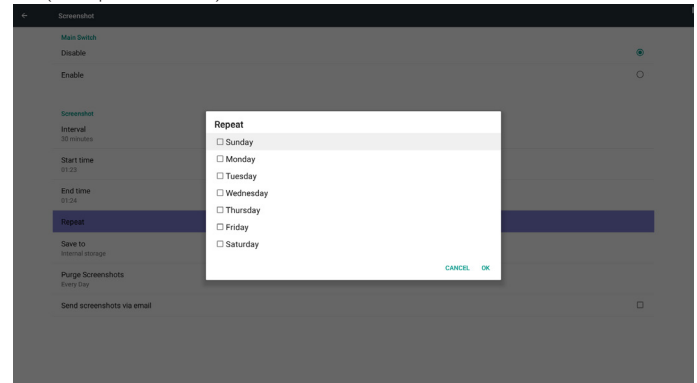 Screenshot
Main Switch
Disable
Enable
Screenshot
Interval
30 minutes
Start time
01:23
End time
01:24
Repeat
Save to
Internal storage
Purge Screenshots
Every Day
Send screenshots via email
Repeat
Sunday
Monday
Tuesday
Wednesday
Thursday
Friday
Saturday
CANCEL OK